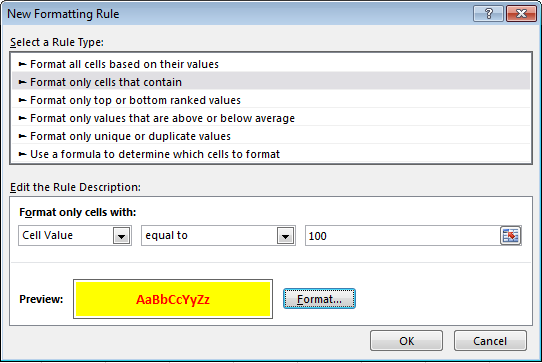 New Formatting Rule
Select a Rule Type:
► Format all cells based on their values
► Format only cells that contain
► Format only top or bottom ranked values
► Format only values that are above or below average
► Format only unique or duplicate values
► Use a formula to determine which cells to format
Edit the Rule Description:
Format only cells with:
Cell Value equal to 100
Preview: AaBbCcYyZz Format...
OK Cancel